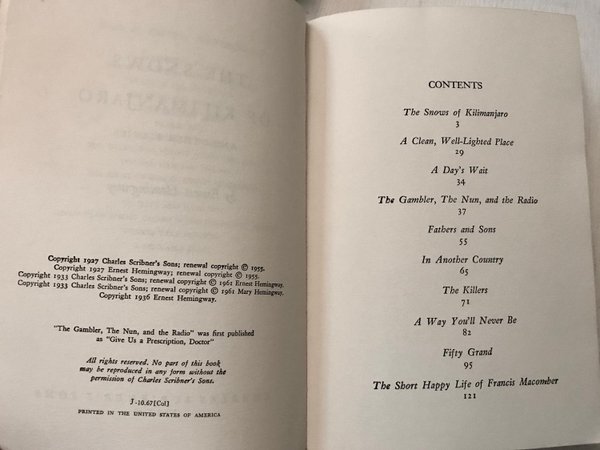 Copyright 1927 Charles Scribner's Sons; renewal copyright © 1955.
Copyright 1927 Ernest Hemingway; renewal copyright © 1955.
Copyright 1933 Charles Scribner's Sons; renewal copyright © 1961 Ernest Hemingway.
Copyright 1933 Charles Scribner's Sons; renewal copyright © 1961 Mary Hemingway.
Copyright 1936 Ernest Hemingway.
"The Gambler, The Nun, and the Radio" was first published
as "Give Us a Prescription, Doctor"
All rights reserved. No part of this book
may be reproduced in any form without the
permission of Charles Scribner's Sons.
J-10.67[Col]
PRINTED IN THE UNITED STATES OF AMERICA
CONTENTS
The Snows of Kilimanjaro
3
A Clean, Well-Lighted Place
29
A Day's Wait
34
The Gambler, The Nun, and the Radio
37
Fathers and Sons
55
In Another Country
65
The Killers
71
A Way You'll Never Be
82
Fifty Grand
95
The Short Happy Life of Francis Macomber
121